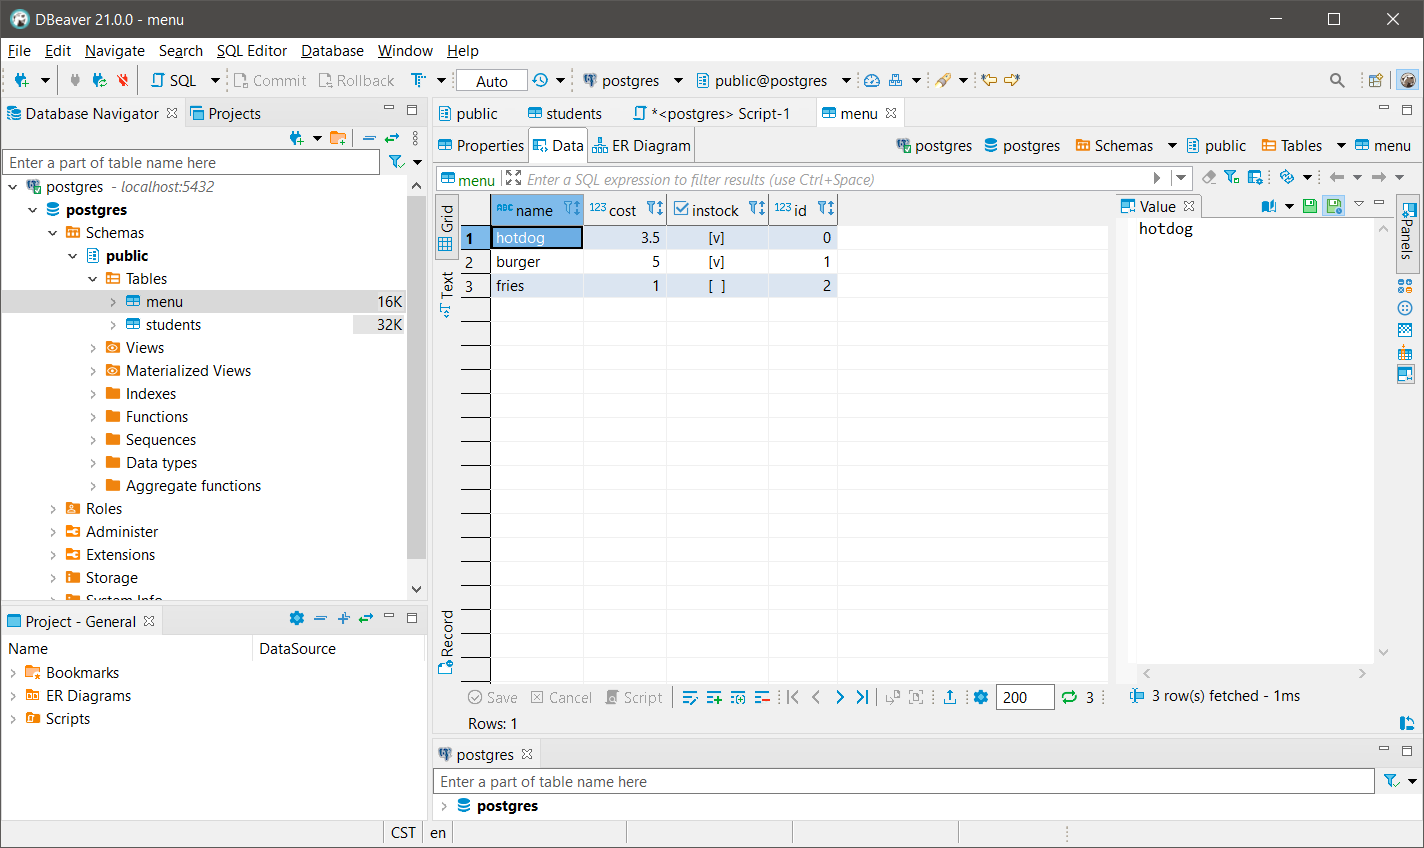 DBeaver 21.0.0 - menu
File Edit Navigate Search SQL Editor Database Window Help
SQL Commit Rollback Auto postgres public@postgres
Database Navigator Projects
Enter a part of table name here
postgres - localhost:5432
postgres
Schemas
public
Tables
menu 16K
students 32K
Views
Materialized Views
Indexes
Functions
Sequences
Data types
Aggregate functions
Roles
Administer
Extensions
Storage
System Info
Project - General
Name DataSource
Bookmarks
ER Diagrams
Scripts
public students *<postgres> Script-1 menu
Properties Data ER Diagram postgres postgres Schemas public Tables menu
menu Enter a SQL expression to filter results (use Ctrl+Space)
Grid
Text
Record
ABC name 123 cost instock 123 id
1 hotdog 3.5 [v] 0
2 burger 5 [v] 1
3 fries 1 [ ] 2
Value
hotdog
Panels
Save Cancel Script 200 3 3 row(s) fetched - 1ms
Rows: 1
postgres
Enter a part of table name here
postgres
CST en